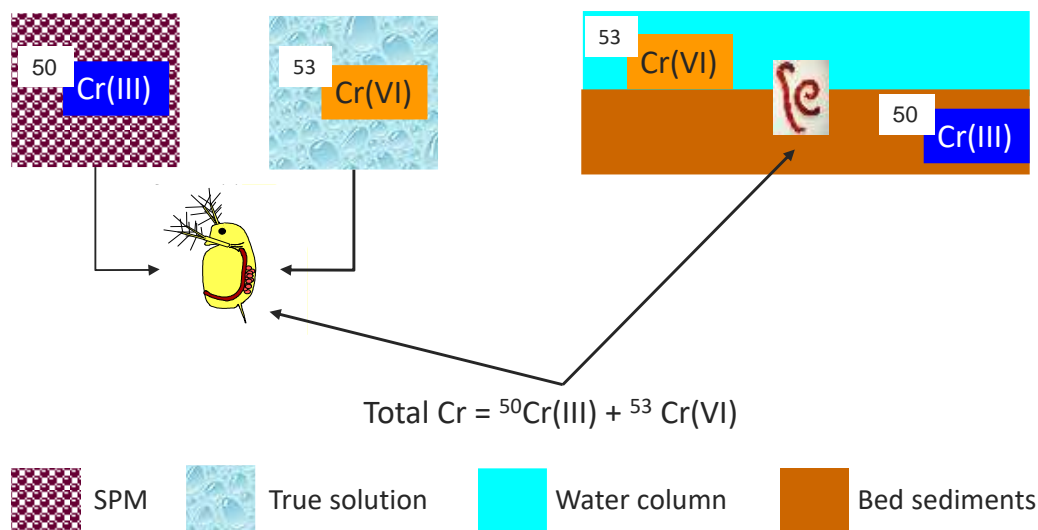 50
Cr(III)
53
Cr(VI)
53
Cr(VI)
50
Cr(III)
Total Cr = ⁵⁰Cr(III) + ⁵³ Cr(VI)
SPM
True solution
Water column
Bed sediments